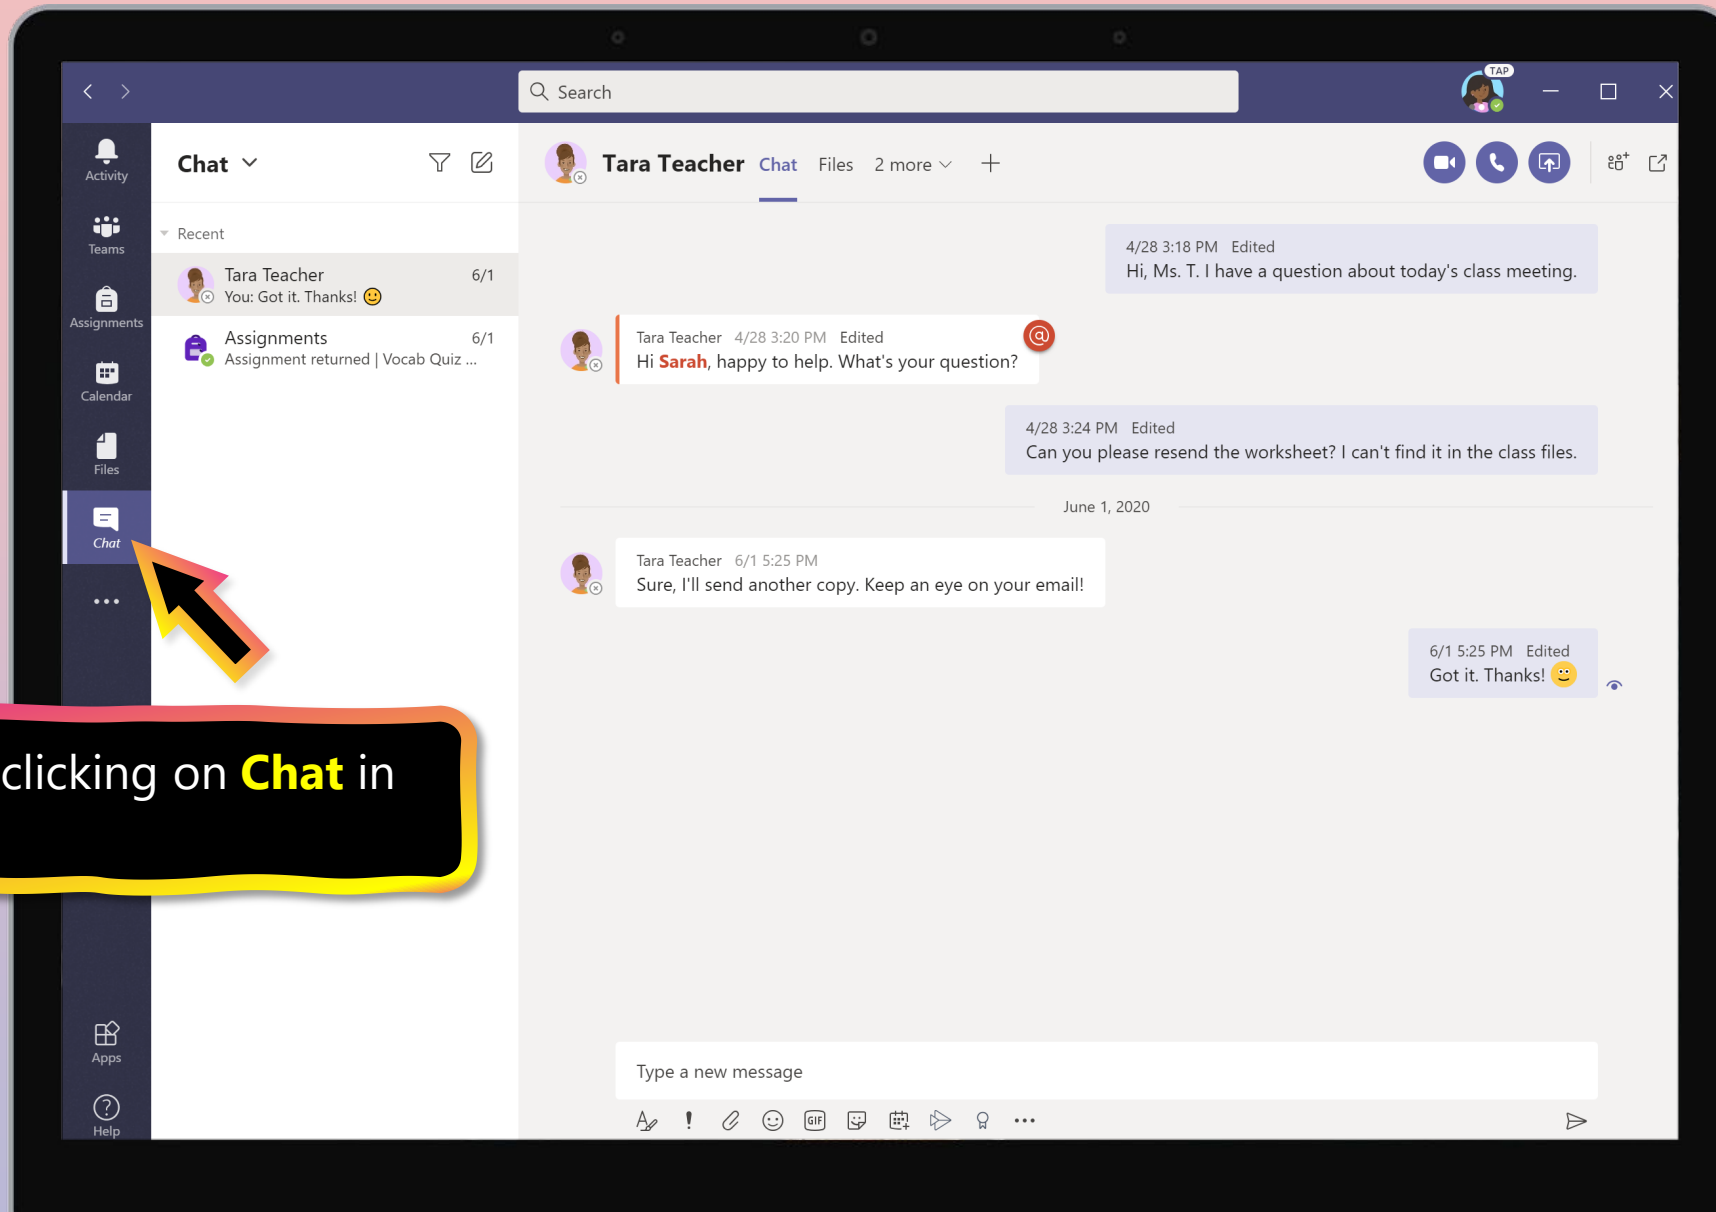 Search
TAP
Activity
Teams
Assignments
Calendar
Files
Chat
Apps
Help
Chat
Recent
Tara Teacher 6/1
You: Got it. Thanks! 🙂
Assignments 6/1
Assignment returned | Vocab Quiz ...
Tara Teacher Chat Files 2 more
4/28 3:18 PM Edited
Hi, Ms. T. I have a question about today's class meeting.
Tara Teacher 4/28 3:20 PM Edited
@
Hi Sarah, happy to help. What's your question?
4/28 3:24 PM Edited
Can you please resend the worksheet? I can't find it in the class files.
June 1, 2020
Tara Teacher 6/1 5:25 PM
Sure, I'll send another copy. Keep an eye on your email!
6/1 5:25 PM Edited
Got it. Thanks! 🙂
clicking on Chat in
Type a new message
GIF